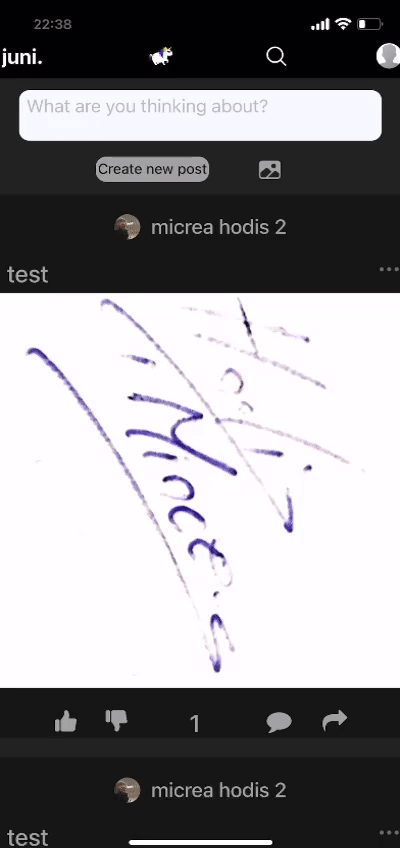 22:38
juni.
What are you thinking about?
Create new post
micrea hodis 2
test
1
micrea hodis 2
test